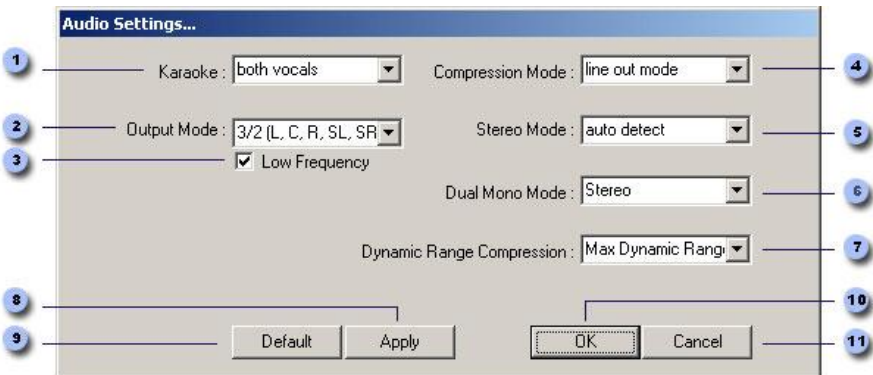 Audio Settings...
1 Karaoke : both vocals Compression Mode : line out mode 4
2 Output Mode : 3/2 (L, C, R, SL, SR Stereo Mode : auto detect 5
3 Low Frequency
Dual Mono Mode : Stereo 6
Dynamic Range Compression : Max Dynamic Rang 7
8 10
9 Default Apply OK Cancel 11